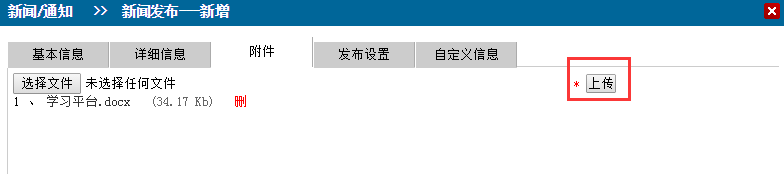 新闻/通知 >> 新闻发布---新增
基本信息 详细信息 附件 发布设置 自定义信息
选择文件 未选择任何文件 * 上传
1 、 学习平台.docx (34.17 Kb) 删